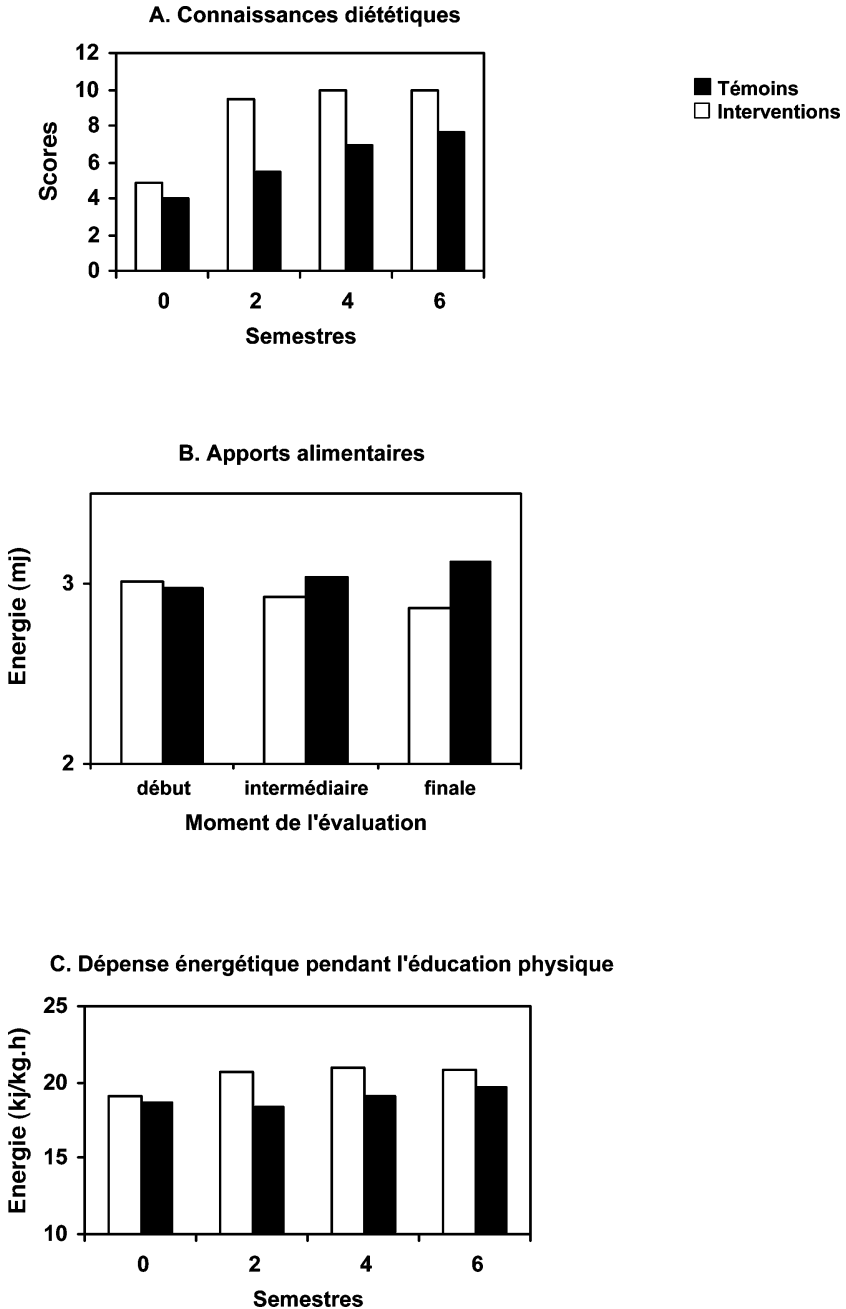 A. Connaissances diététiques
12
10
8
6
4
2
0
Scores
0 2 4 6
Semestres
Témoins
Interventions
B. Apports alimentaires
3
2
Energie (mj)
début intermédiaire finale
Moment de l'évaluation
C. Dépense énergétique pendant l'éducation physique
25
20
15
10
Energie (kj/kg.h)
0 2 4 6
Semestres